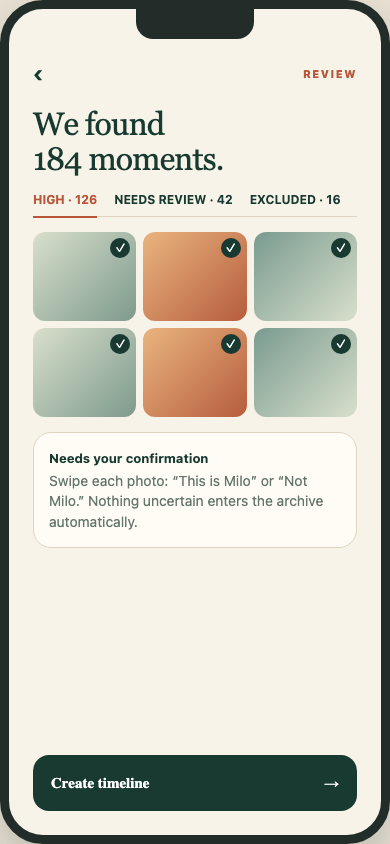 ‹
REVIEW
We found
184 moments.
HIGH · 126 NEEDS REVIEW · 42 EXCLUDED · 16
Needs your confirmation
Swipe each photo: “This is Milo” or “Not
Milo.” Nothing uncertain enters the archive
automatically.
Create timeline →